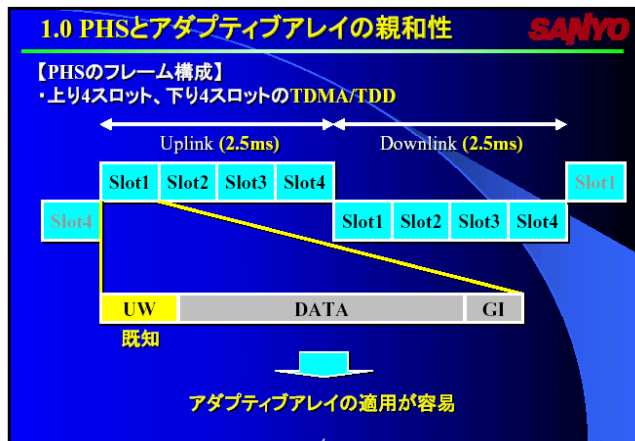 1.0 PHSとアダプティブアレイの親和性
SANYO
【PHSのフレーム構成】
・上り4スロット、下り4スロットのTDMA/TDD
Uplink (2.5ms)
Downlink (2.5ms)
Slot1 Slot2 Slot3 Slot4
Slot1
Slot4
Slot1 Slot2 Slot3 Slot4
UW DATA GI
既知
アダプティブアレイの適用が容易